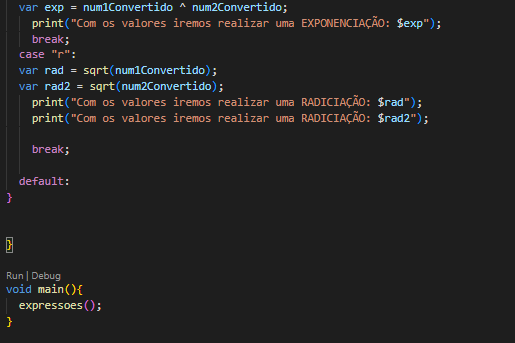 var exp = num1Convertido ^ num2Convertido;
print("Com os valores iremos realizar uma EXPONENCIAÇÃO: $exp");
break;
case "r":
var rad = sqrt(num1Convertido);
var rad2 = sqrt(num2Convertido);
print("Com os valores iremos realizar uma RADICIAÇÃO: $rad");
print("Com os valores iremos realizar uma RADICIAÇÃO: $rad2");
break;
default:
}
}
Run | Debug
void main(){
expressoes();
}